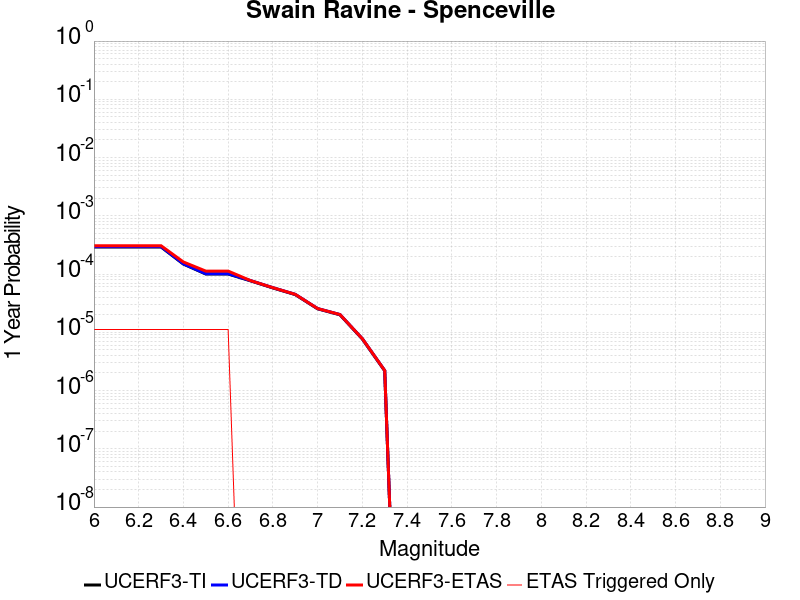 Swain Ravine - Spenceville
10^0
10^-1
10^-2
10^-3
10^-4
10^-5
10^-6
10^-7
10^-8
1 Year Probability
6 6.2 6.4 6.6 6.8 7 7.2 7.4 7.6 7.8 8 8.2 8.4 8.6 8.8 9
Magnitude
UCERF3-TI UCERF3-TD UCERF3-ETAS ETAS Triggered Only